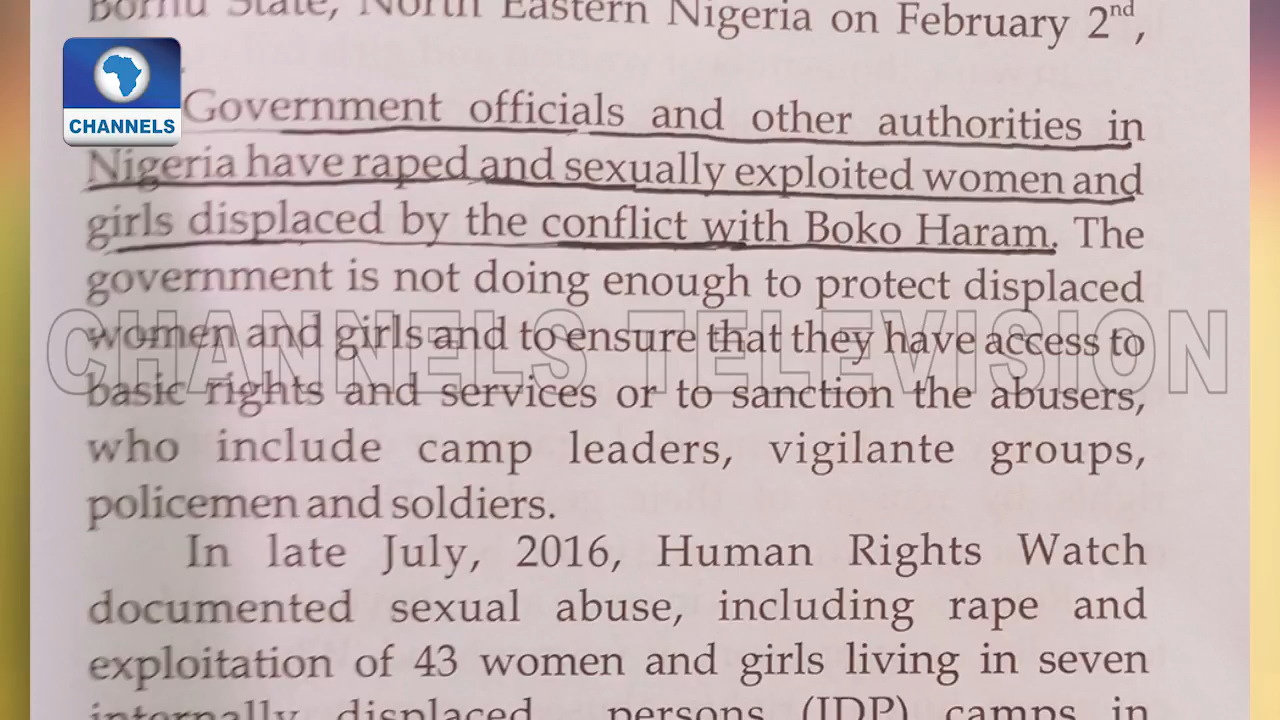 Bornu State, North Eastern Nigeria on February 2nd,
CHANNELS
Government officials and other authorities in
Nigeria have raped and sexually exploited women and
girls displaced by the conflict with Boko Haram. The
government is not doing enough to protect displaced
women and girls and to ensure that they have access to
CHANNELS TELEVISION
basic rights and services or to sanction the abusers,
who include camp leaders, vigilante groups,
policemen and soldiers.
In late July, 2016, Human Rights Watch
documented sexual abuse, including rape and
exploitation of 43 women and girls living in seven
internally displaced persons (IDP) camps in